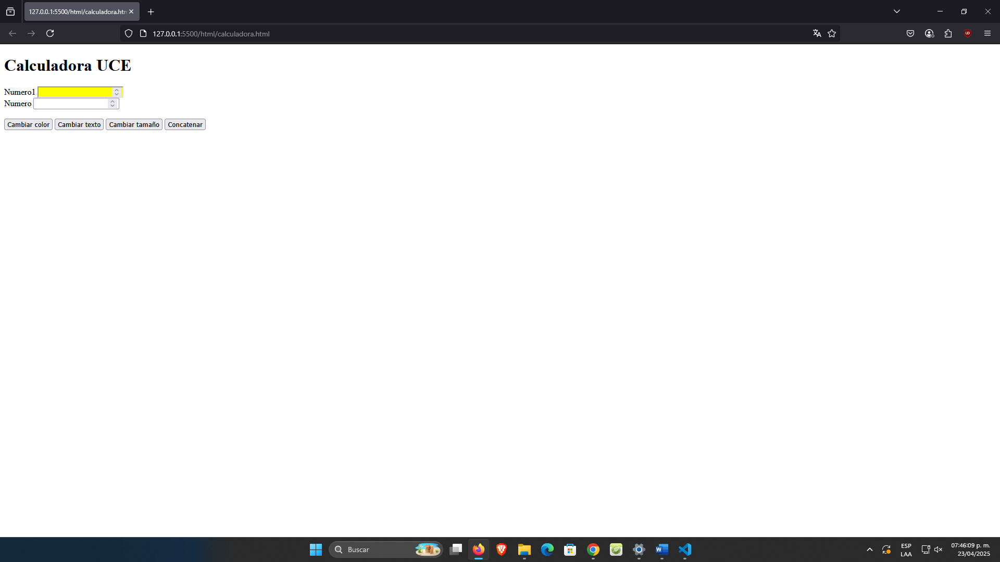 127.0.0.1:5500/html/calculadora.htm
127.0.0.1:5500/html/calculadora.html
Calculadora UCE
Numero1
Numero
Cambiar color Cambiar texto Cambiar tamaño Concatenar
Buscar
ESP
LAA
07:46:09 p. m.
23/04/2025